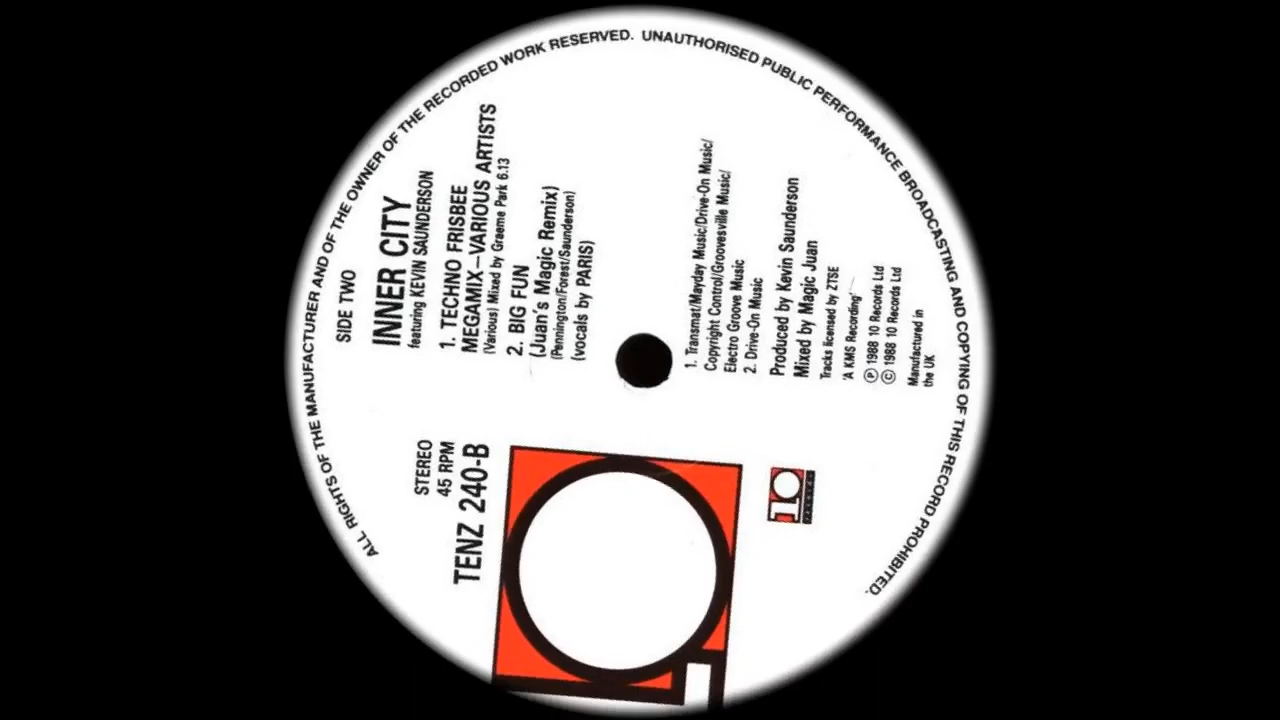 ALL RIGHTS OF THE MANUFACTURER AND OF THE OWNER OF THE RECORDED WORK RESERVED. UNAUTHORISED PUBLIC PERFORMANCE BROADCASTING AND COPYING OF THIS RECORD PROHIBITED.
SIDE TWO
INNER CITY
featuring KEVIN SAUNDERSON
1. TECHNO FRISBEE
MEGAMIX–VARIOUS ARTISTS
(Various) Mixed by Graeme Park 6.13
2. BIG FUN
(Juan's Magic Remix)
(Pennington/Forest/Saunderson)
(vocals by PARIS)
STEREO
45 RPM
TENZ 240-B
1. Transmat/Mayday Music/Drive-On Music/
Copyright Control/Groovesville Music/
Electro Groove Music
2. Drive-On Music
Produced by Kevin Saunderson
Mixed by Magic Juan
Tracks licensed by ZTSE
'A KMS Recording'
Ⓟ 1988 10 Records Ltd
© 1988 10 Records Ltd
Manufactured in
the UK
10
RECORDS